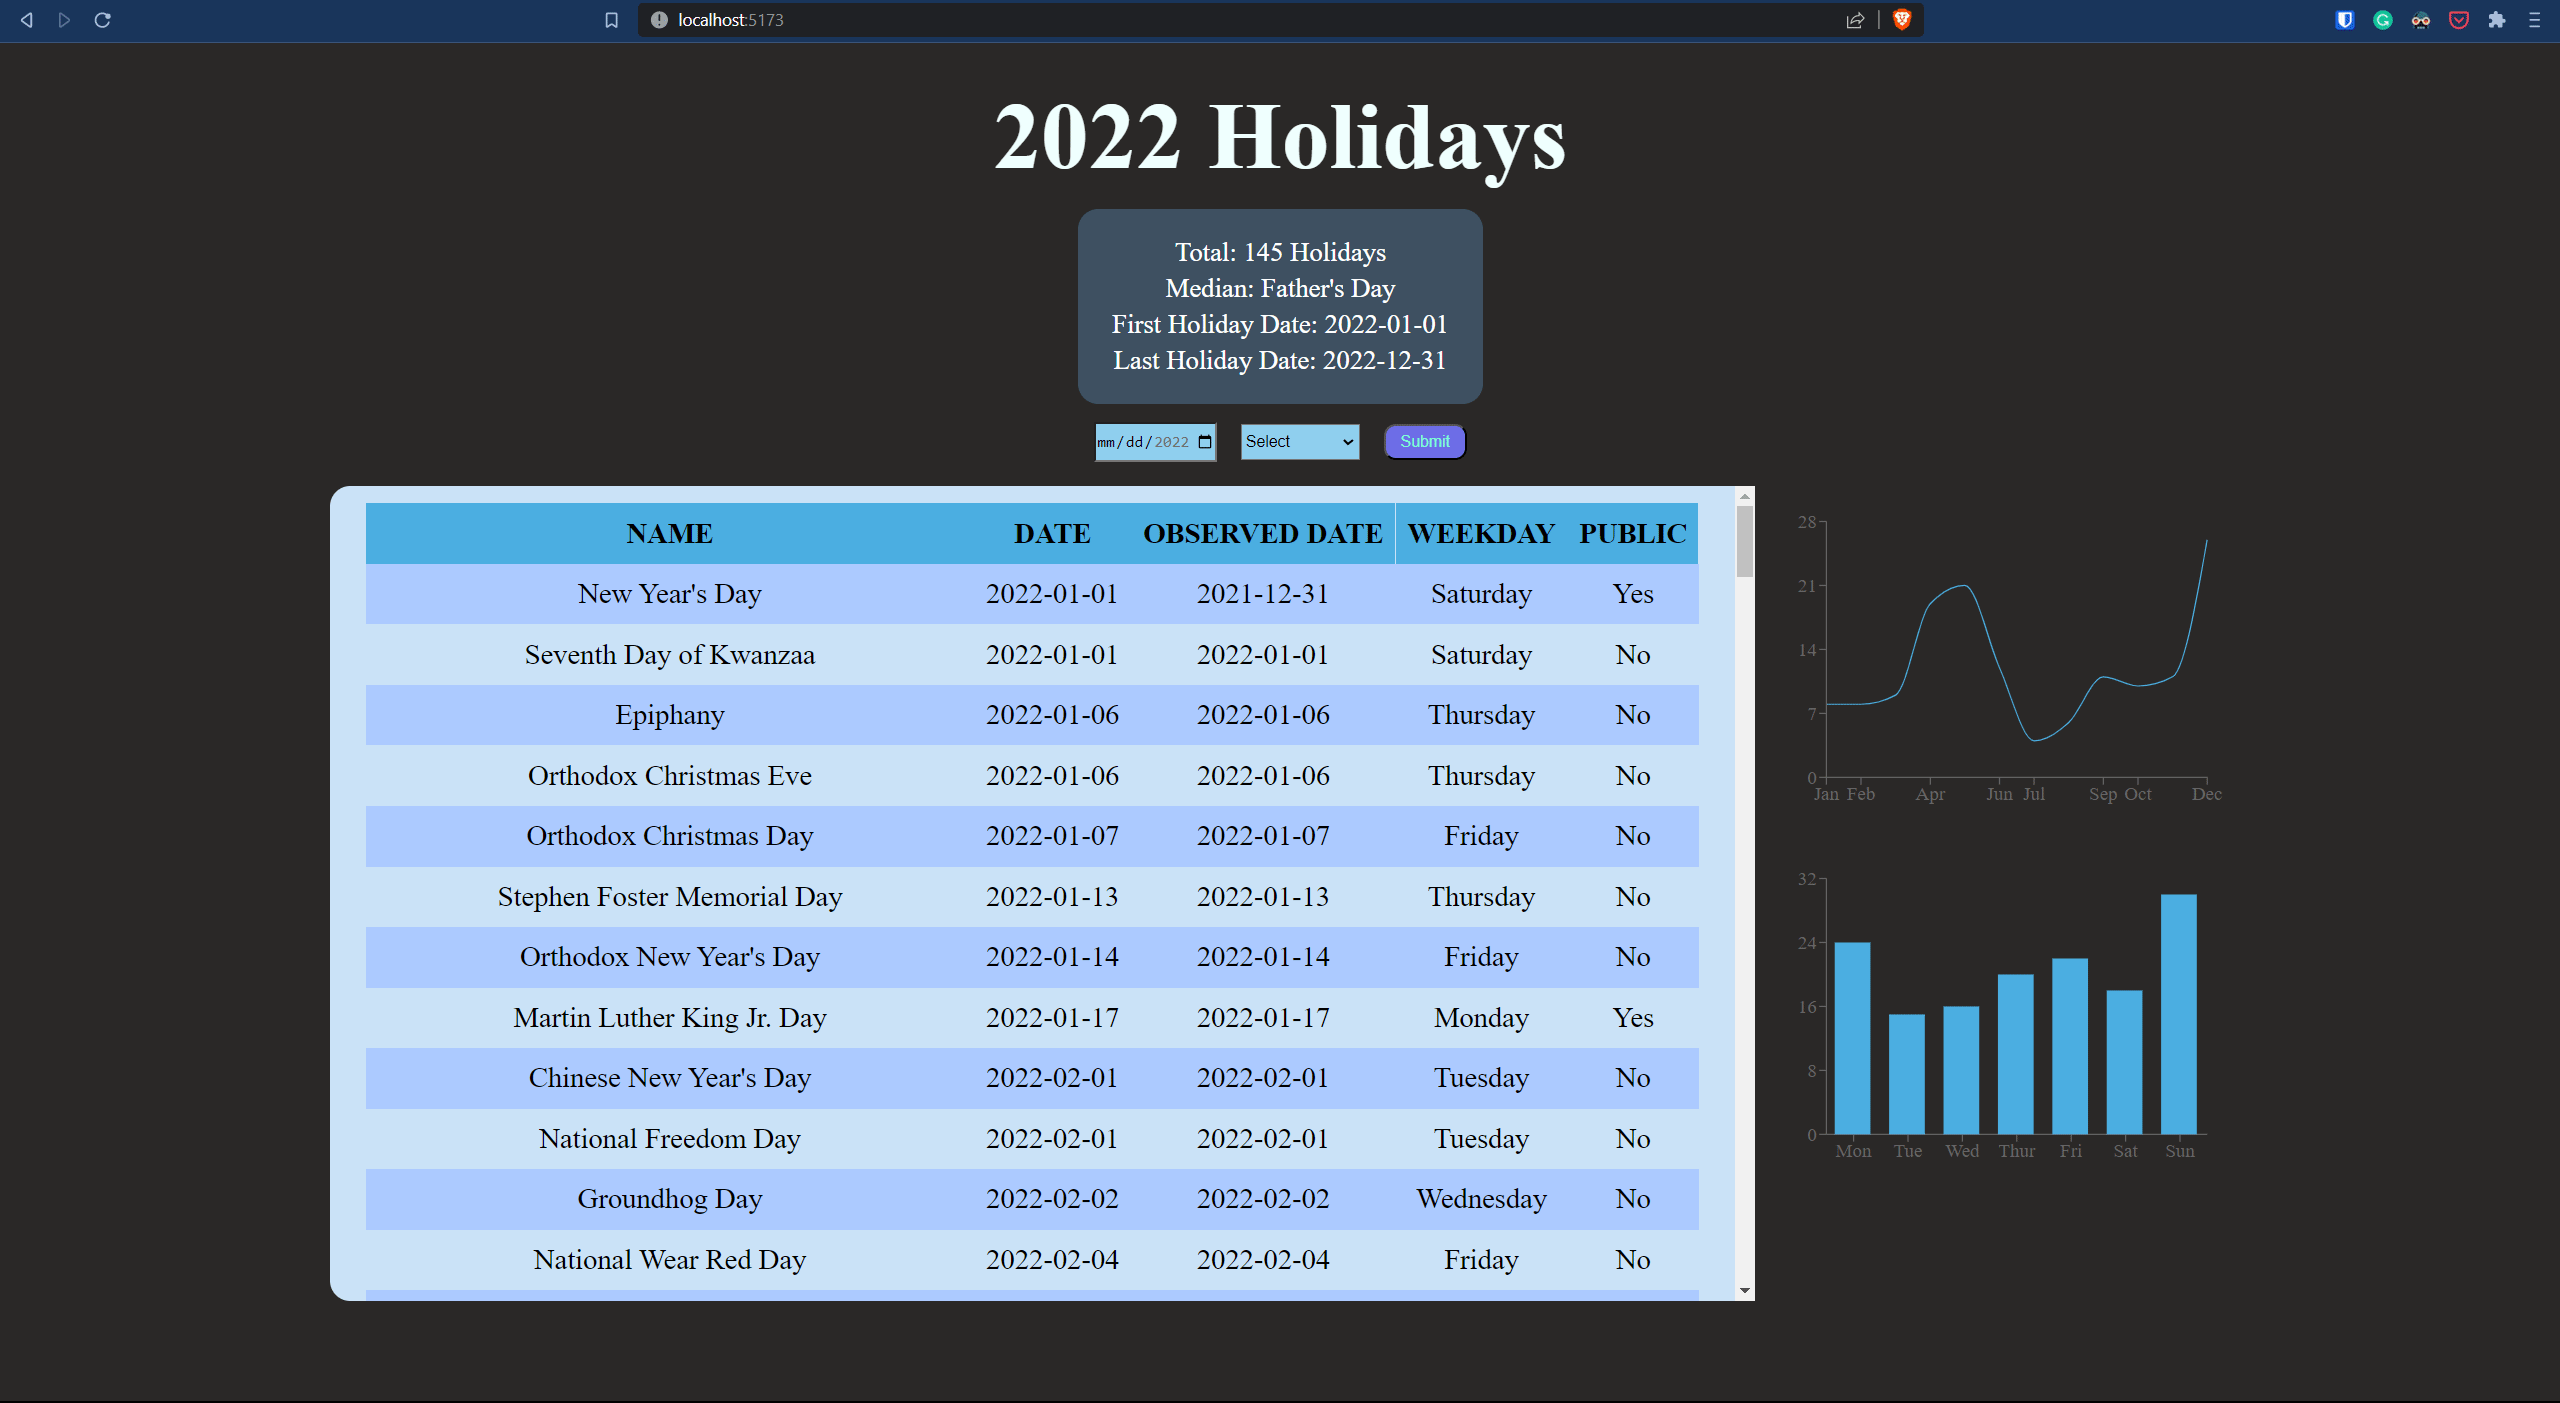 localhost:5173
2022 Holidays
Total: 145 Holidays
Median: Father's Day
First Holiday Date: 2022-01-01
Last Holiday Date: 2022-12-31
mm/dd/2022 Select Submit
NAME DATE OBSERVED DATE WEEKDAY PUBLIC
New Year's Day 2022-01-01 2021-12-31 Saturday Yes
Seventh Day of Kwanzaa 2022-01-01 2022-01-01 Saturday No
Epiphany 2022-01-06 2022-01-06 Thursday No
Orthodox Christmas Eve 2022-01-06 2022-01-06 Thursday No
Orthodox Christmas Day 2022-01-07 2022-01-07 Friday No
Stephen Foster Memorial Day 2022-01-13 2022-01-13 Thursday No
Orthodox New Year's Day 2022-01-14 2022-01-14 Friday No
Martin Luther King Jr. Day 2022-01-17 2022-01-17 Monday Yes
Chinese New Year's Day 2022-02-01 2022-02-01 Tuesday No
National Freedom Day 2022-02-01 2022-02-01 Tuesday No
Groundhog Day 2022-02-02 2022-02-02 Wednesday No
National Wear Red Day 2022-02-04 2022-02-04 Friday No
28
21
14
7
0
Jan Feb Apr Jun Jul Sep Oct Dec
32
24
16
8
0
Mon Tue Wed Thur Fri Sat Sun